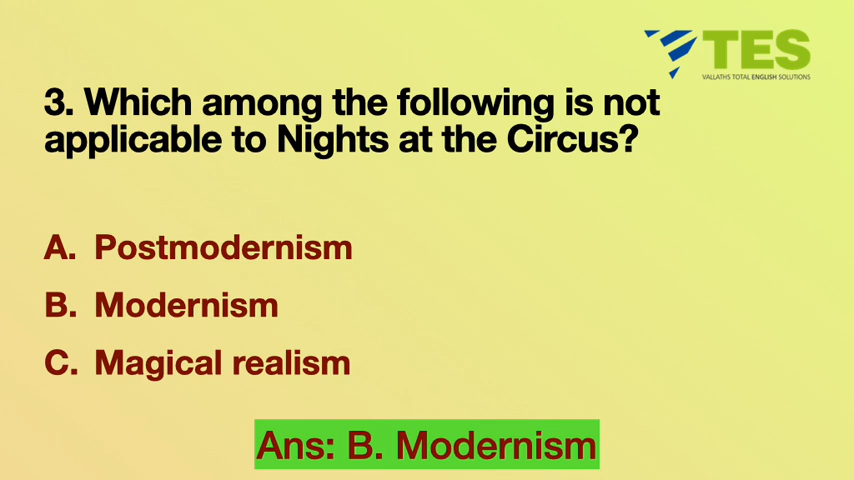 TES
VALLATHS TOTAL ENGLISH SOLUTIONS
3. Which among the following is not
applicable to Nights at the Circus?
A. Postmodernism
B. Modernism
C. Magical realism
Ans: B. Modernism